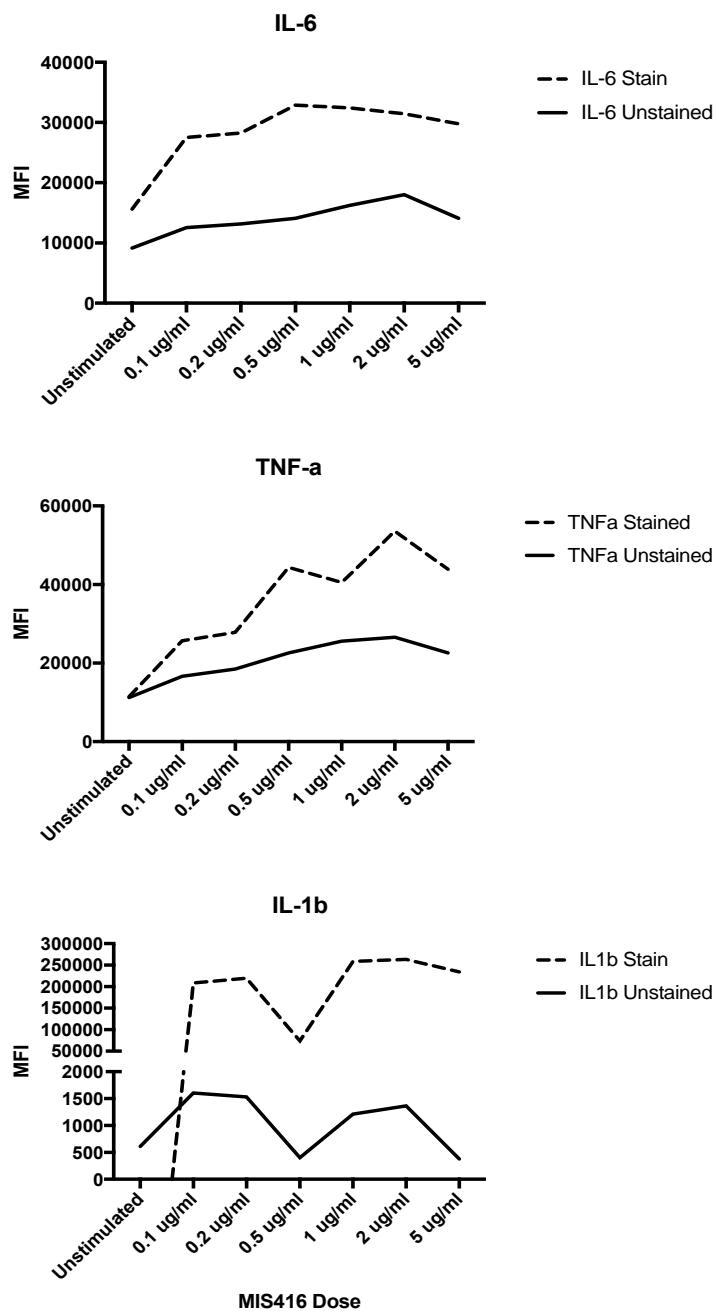 IL-6
40000
30000
20000
10000
0
MFI
Unstimulated
0.1 ug/ml
0.2 ug/ml
0.5 ug/ml
1 ug/ml
2 ug/ml
5 ug/ml
IL-6 Stain
IL-6 Unstained
TNF-a
60000
40000
20000
0
MFI
Unstimulated
0.1 ug/ml
0.2 ug/ml
0.5 ug/ml
1 ug/ml
2 ug/ml
5 ug/ml
TNFa Stained
TNFa Unstained
IL-1b
300000
250000
200000
150000
100000
50000
2000
1500
1000
500
0
MFI
Unstimulated
0.1 ug/ml
0.2 ug/ml
0.5 ug/ml
1 ug/ml
2 ug/ml
5 ug/ml
IL1b Stain
IL1b Unstained
MIS416 Dose